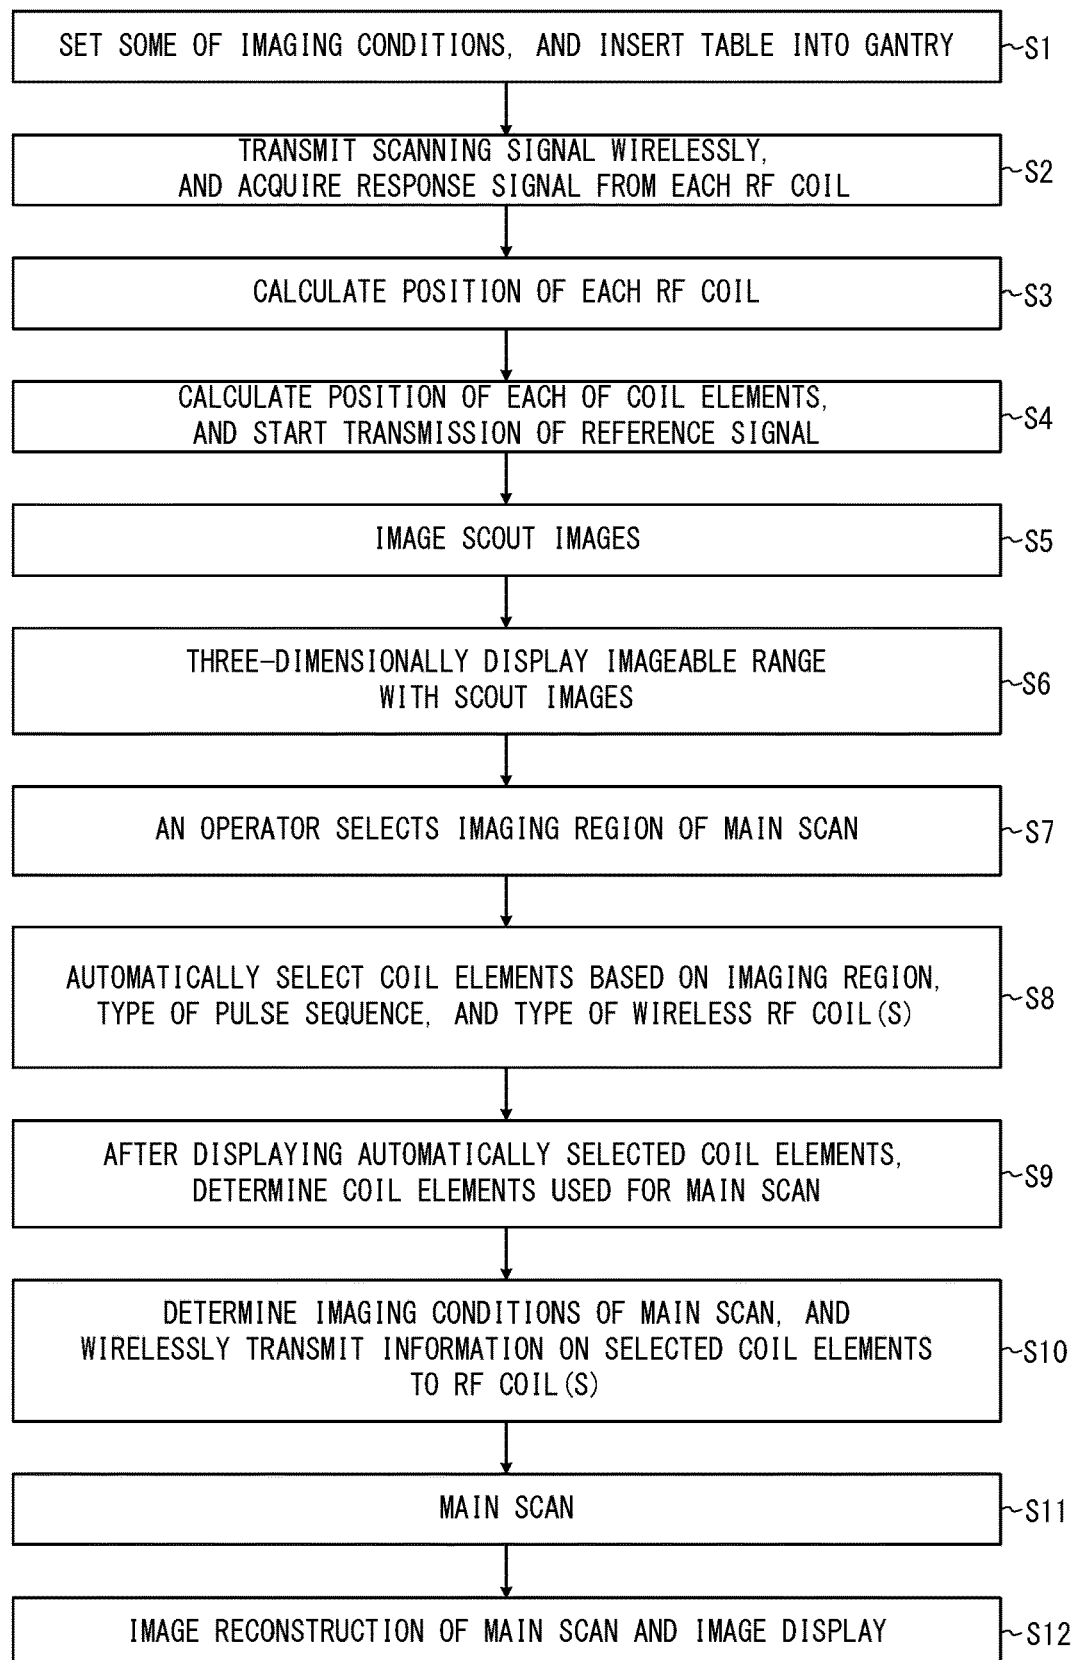 SET SOME OF IMAGING CONDITIONS, AND INSERT TABLE INTO GANTRY
S1
TRANSMIT SCANNING SIGNAL WIRELESSLY,
AND ACQUIRE RESPONSE SIGNAL FROM EACH RF COIL
S2
CALCULATE POSITION OF EACH RF COIL
S3
CALCULATE POSITION OF EACH OF COIL ELEMENTS,
AND START TRANSMISSION OF REFERENCE SIGNAL
S4
IMAGE SCOUT IMAGES
S5
THREE-DIMENSIONALLY DISPLAY IMAGEABLE RANGE
WITH SCOUT IMAGES
S6
AN OPERATOR SELECTS IMAGING REGION OF MAIN SCAN
S7
AUTOMATICALLY SELECT COIL ELEMENTS BASED ON IMAGING REGION,
TYPE OF PULSE SEQUENCE, AND TYPE OF WIRELESS RF COIL(S)
S8
AFTER DISPLAYING AUTOMATICALLY SELECTED COIL ELEMENTS,
DETERMINE COIL ELEMENTS USED FOR MAIN SCAN
S9
DETERMINE IMAGING CONDITIONS OF MAIN SCAN, AND
WIRELESSLY TRANSMIT INFORMATION ON SELECTED COIL ELEMENTS
TO RF COIL(S)
S10
MAIN SCAN
S11
IMAGE RECONSTRUCTION OF MAIN SCAN AND IMAGE DISPLAY
S12